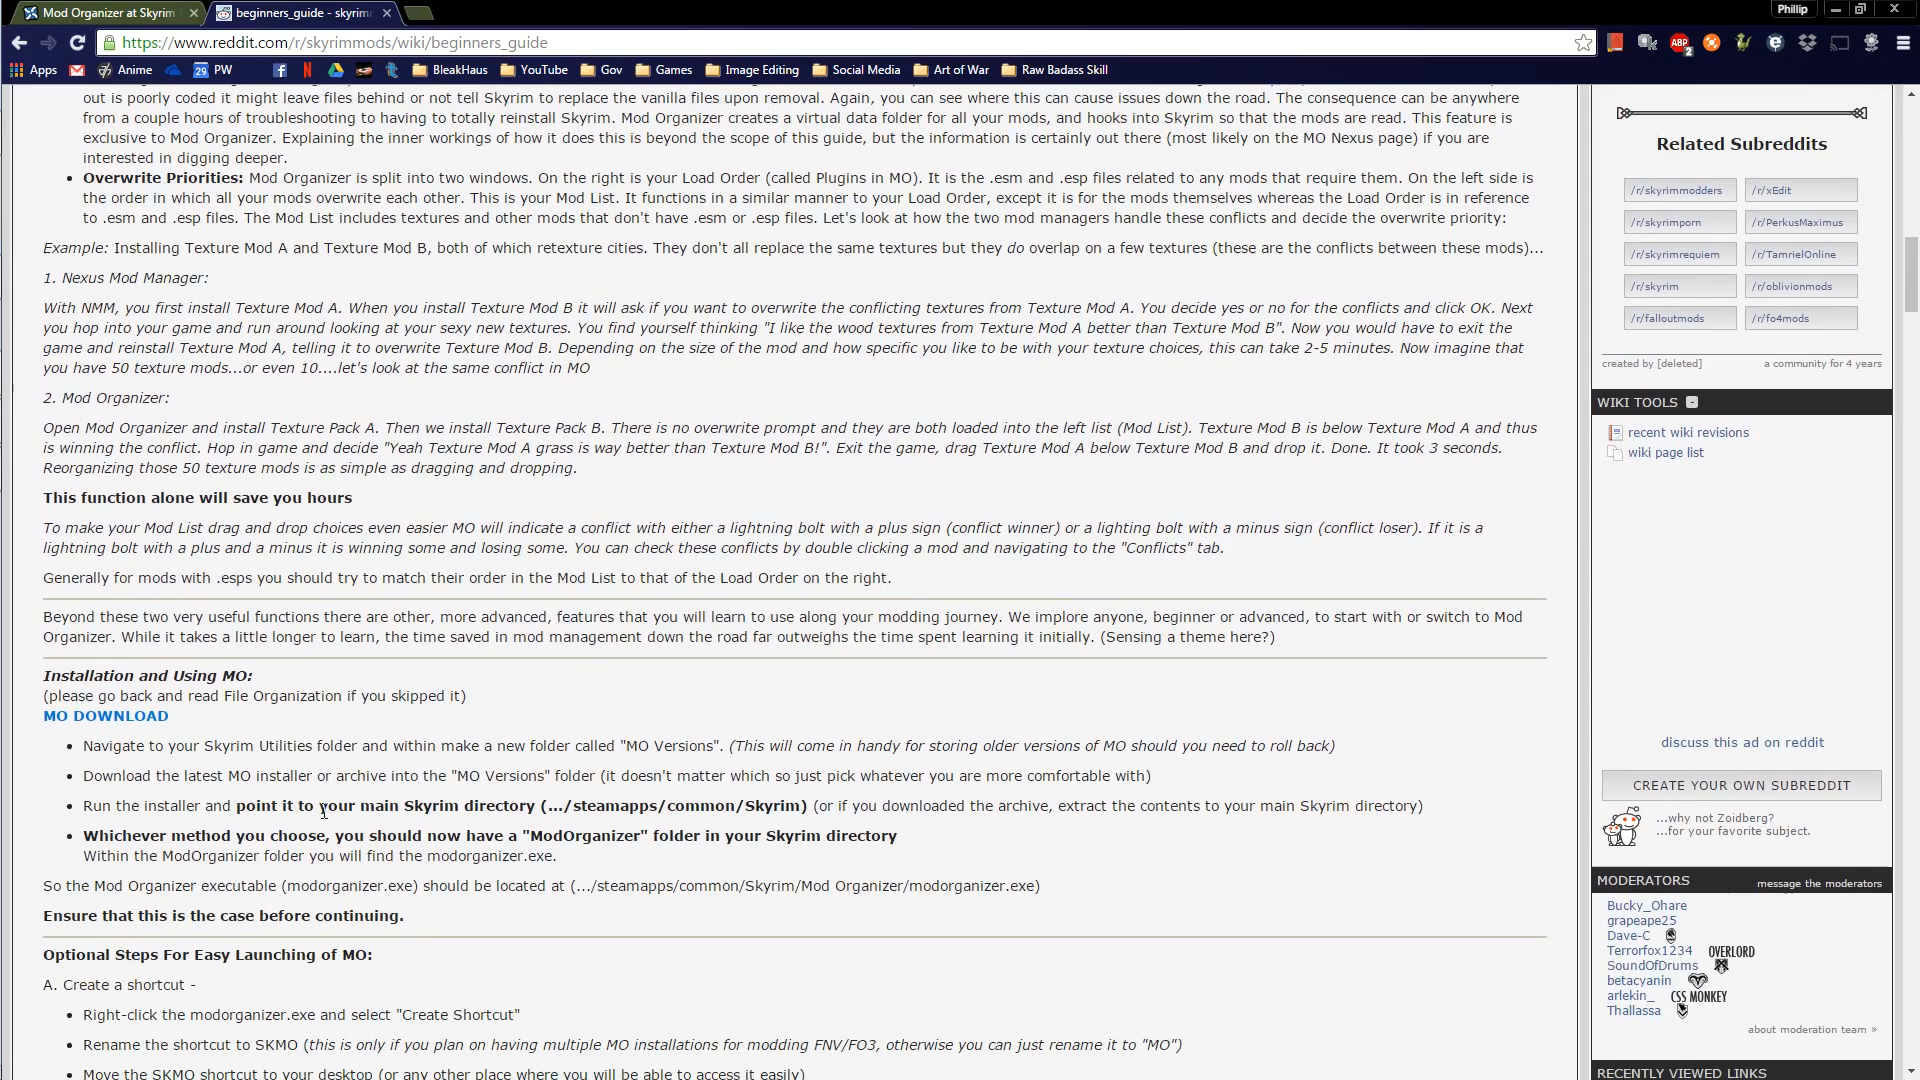 Mod Organizer at Skyrim
beginners_guide - skyrim
Phillip
https://www.reddit.com/r/skyrimmods/wiki/beginners_guide
Apps Anime 29 PW BleakHaus YouTube Gov Games Image Editing Social Media Art of War Raw Badass Skill
out is poorly coded it might leave files behind or not tell Skyrim to replace the vanilla files upon removal. Again, you can see where this can cause issues down the road. The consequence can be anywhere
from a couple hours of troubleshooting to having to totally reinstall Skyrim. Mod Organizer creates a virtual data folder for all your mods, and hooks into Skyrim so that the mods are read. This feature is
exclusive to Mod Organizer. Explaining the inner workings of how it does this is beyond the scope of this guide, but the information is certainly out there (most likely on the MO Nexus page) if you are
interested in digging deeper.
• Overwrite Priorities: Mod Organizer is split into two windows. On the right is your Load Order (called Plugins in MO). It is the .esm and .esp files related to any mods that require them. On the left side is
the order in which all your mods overwrite each other. This is your Mod List. It functions in a similar manner to your Load Order, except it is for the mods themselves whereas the Load Order is in reference
to .esm and .esp files. The Mod List includes textures and other mods that don't have .esm or .esp files. Let's look at how the two mod managers handle these conflicts and decide the overwrite priority:
Example: Installing Texture Mod A and Texture Mod B, both of which retexture cities. They don't all replace the same textures but they do overlap on a few textures (these are the conflicts between these mods)...
1. Nexus Mod Manager:
With NMM, you first install Texture Mod A. When you install Texture Mod B it will ask if you want to overwrite the conflicting textures from Texture Mod A. You decide yes or no for the conflicts and click OK. Next
you hop into your game and run around looking at your sexy new textures. You find yourself thinking "I like the wood textures from Texture Mod A better than Texture Mod B". Now you would have to exit the
game and reinstall Texture Mod A, telling it to overwrite Texture Mod B. Depending on the size of the mod and how specific you like to be with your texture choices, this can take 2-5 minutes. Now imagine that
you have 50 texture mods...or even 10....let's look at the same conflict in MO
2. Mod Organizer:
Open Mod Organizer and install Texture Pack A. Then we install Texture Pack B. There is no overwrite prompt and they are both loaded into the left list (Mod List). Texture Mod B is below Texture Mod A and thus
is winning the conflict. Hop in game and decide "Yeah Texture Mod A grass is way better than Texture Mod B!". Exit the game, drag Texture Mod A below Texture Mod B and drop it. Done. It took 3 seconds.
Reorganizing those 50 texture mods is as simple as dragging and dropping.
This function alone will save you hours
To make your Mod List drag and drop choices even easier MO will indicate a conflict with either a lightning bolt with a plus sign (conflict winner) or a lighting bolt with a minus sign (conflict loser). If it is a
lightning bolt with a plus and a minus it is winning some and losing some. You can check these conflicts by double clicking a mod and navigating to the "Conflicts" tab.
Generally for mods with .esps you should try to match their order in the Mod List to that of the Load Order on the right.
Beyond these two very useful functions there are other, more advanced, features that you will learn to use along your modding journey. We implore anyone, beginner or advanced, to start with or switch to Mod
Organizer. While it takes a little longer to learn, the time saved in mod management down the road far outweighs the time spent learning it initially. (Sensing a theme here?)
Installation and Using MO:
(please go back and read File Organization if you skipped it)
MO DOWNLOAD
• Navigate to your Skyrim Utilities folder and within make a new folder called "MO Versions". (This will come in handy for storing older versions of MO should you need to roll back)
• Download the latest MO installer or archive into the "MO Versions" folder (it doesn't matter which so just pick whatever you are more comfortable with)
• Run the installer and point it to your main Skyrim directory (.../steamapps/common/Skyrim) (or if you downloaded the archive, extract the contents to your main Skyrim directory)
• Whichever method you choose, you should now have a "ModOrganizer" folder in your Skyrim directory
Within the ModOrganizer folder you will find the modorganizer.exe.
So the Mod Organizer executable (modorganizer.exe) should be located at (.../steamapps/common/Skyrim/Mod Organizer/modorganizer.exe)
Ensure that this is the case before continuing.
Optional Steps For Easy Launching of MO:
A. Create a shortcut -
• Right-click the modorganizer.exe and select "Create Shortcut"
• Rename the shortcut to SKMO (this is only if you plan on having multiple MO installations for modding FNV/FO3, otherwise you can just rename it to "MO")
• Move the SKMO shortcut to your desktop (or any other place where you will be able to access it easily)
Related Subreddits
/r/skyrimmodders /r/xEdit
/r/skyrimporn /r/PerkusMaximus
/r/skyrimrequiem /r/TamrielOnline
/r/skyrim /r/oblivionmods
/r/falloutmods /r/fo4mods
created by [deleted] a community for 4 years
WIKI TOOLS
recent wiki revisions
wiki page list
discuss this ad on reddit
CREATE YOUR OWN SUBREDDIT
...why not Zoidberg?
...for your favorite subject.
MODERATORS message the moderators
Bucky_Ohare
grapeape25
Dave-C
Terrorfox1234 OVERLORD
SoundOfDrums
betacyanin
arlekin_ CSS MONKEY
Thallassa
about moderation team »
RECENTLY VIEWED LINKS